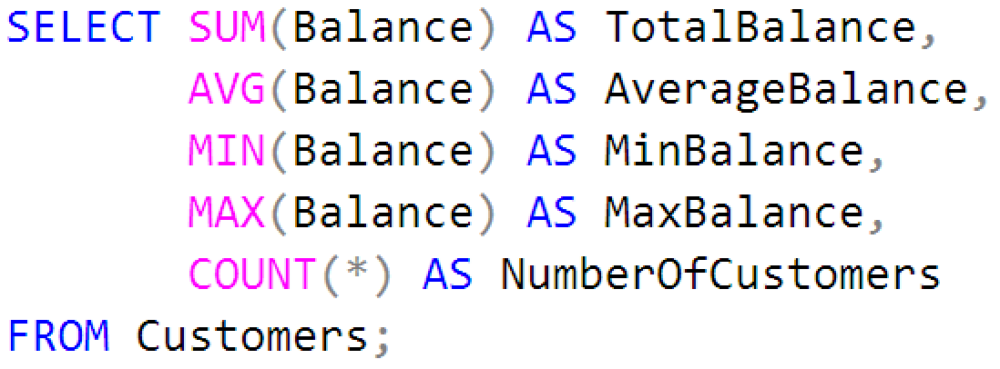 SELECT SUM(Balance) AS TotalBalance,
AVG(Balance) AS AverageBalance,
MIN(Balance) AS MinBalance,
MAX(Balance) AS MaxBalance,
COUNT(*) AS NumberOfCustomers
FROM Customers;